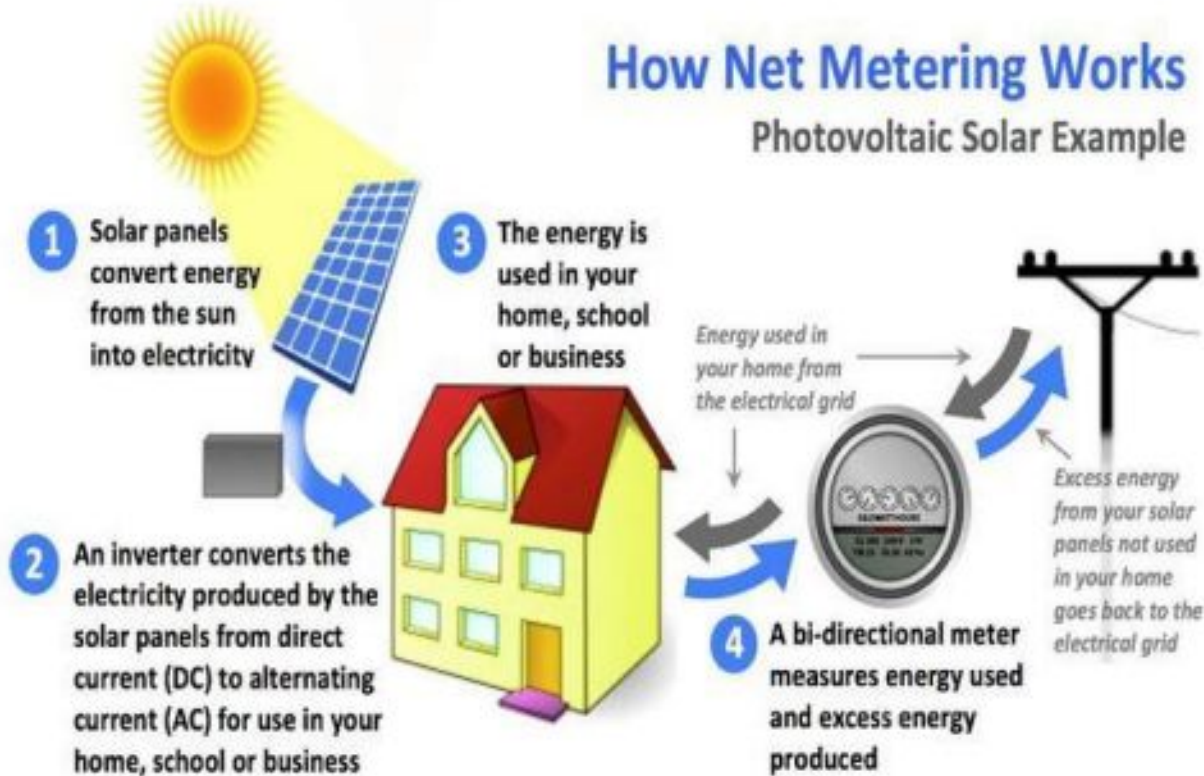 How Net Metering Works
Photovoltaic Solar Example
1
Solar panels
convert energy
from the sun
into electricity
2
An inverter converts the
electricity produced by the
solar panels from direct
current (DC) to alternating
current (AC) for use in your
home, school or business
3
The energy is
used in your
home, school
or business
Energy used in
your home from
the electrical grid
Excess energy
from your solar
panels not used
in your home
goes back to the
electrical grid
4
A bi-directional meter
measures energy used
and excess energy
produced